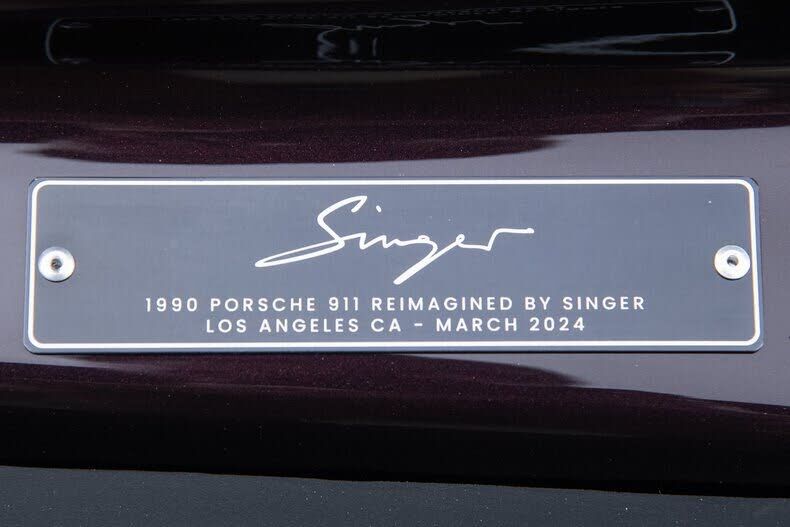 Singer
1990 PORSCHE 911 REIMAGINED BY SINGER
LOS ANGELES CA - MARCH 2024